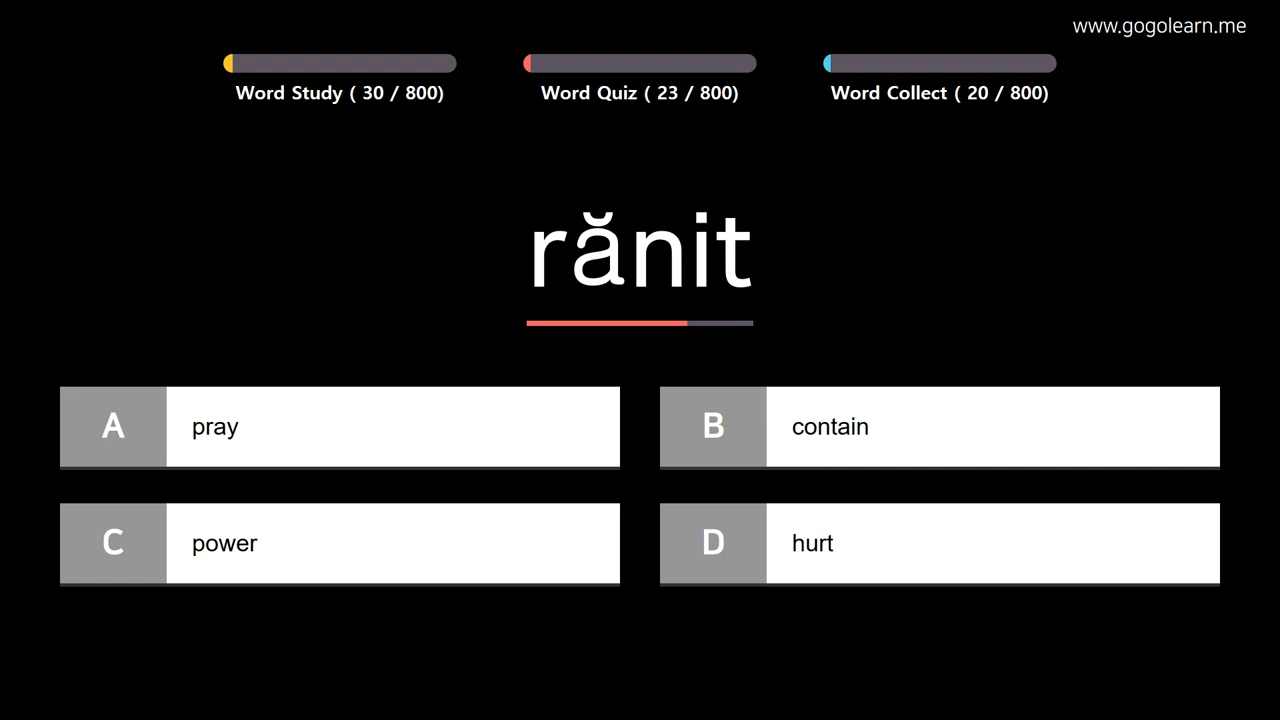 www.gogolearn.me
Word Study ( 30 / 800)
Word Quiz ( 23 / 800)
Word Collect ( 20 / 800)
rănit
A pray
B contain
C power
D hurt